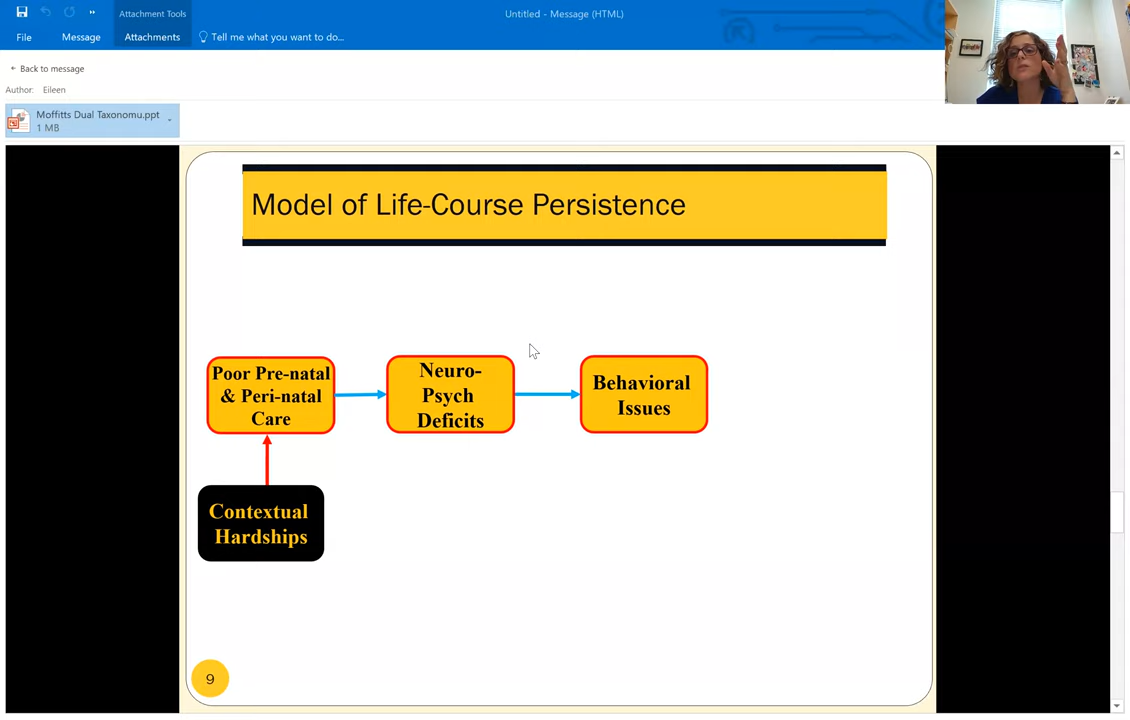 Attachment Tools
Untitled - Message (HTML)
File
Message
Attachments
Tell me what you want to do...
Back to message
Author: Eileen
Moffitts Dual Taxonomu.ppt
1 MB
Model of Life-Course Persistence
Poor Pre-natal
& Peri-natal
Care
Neuro-
Psych
Deficits
Behavioral
Issues
Contextual
Hardships
9